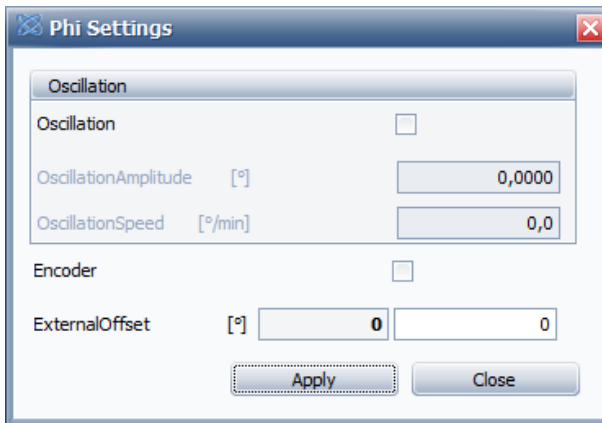 Phi Settings
Oscillation
Oscillation
OscillationAmplitude [°] 0,0000
OscillationSpeed [°/min] 0,0
Encoder
ExternalOffset [°] 0 0
Apply Close